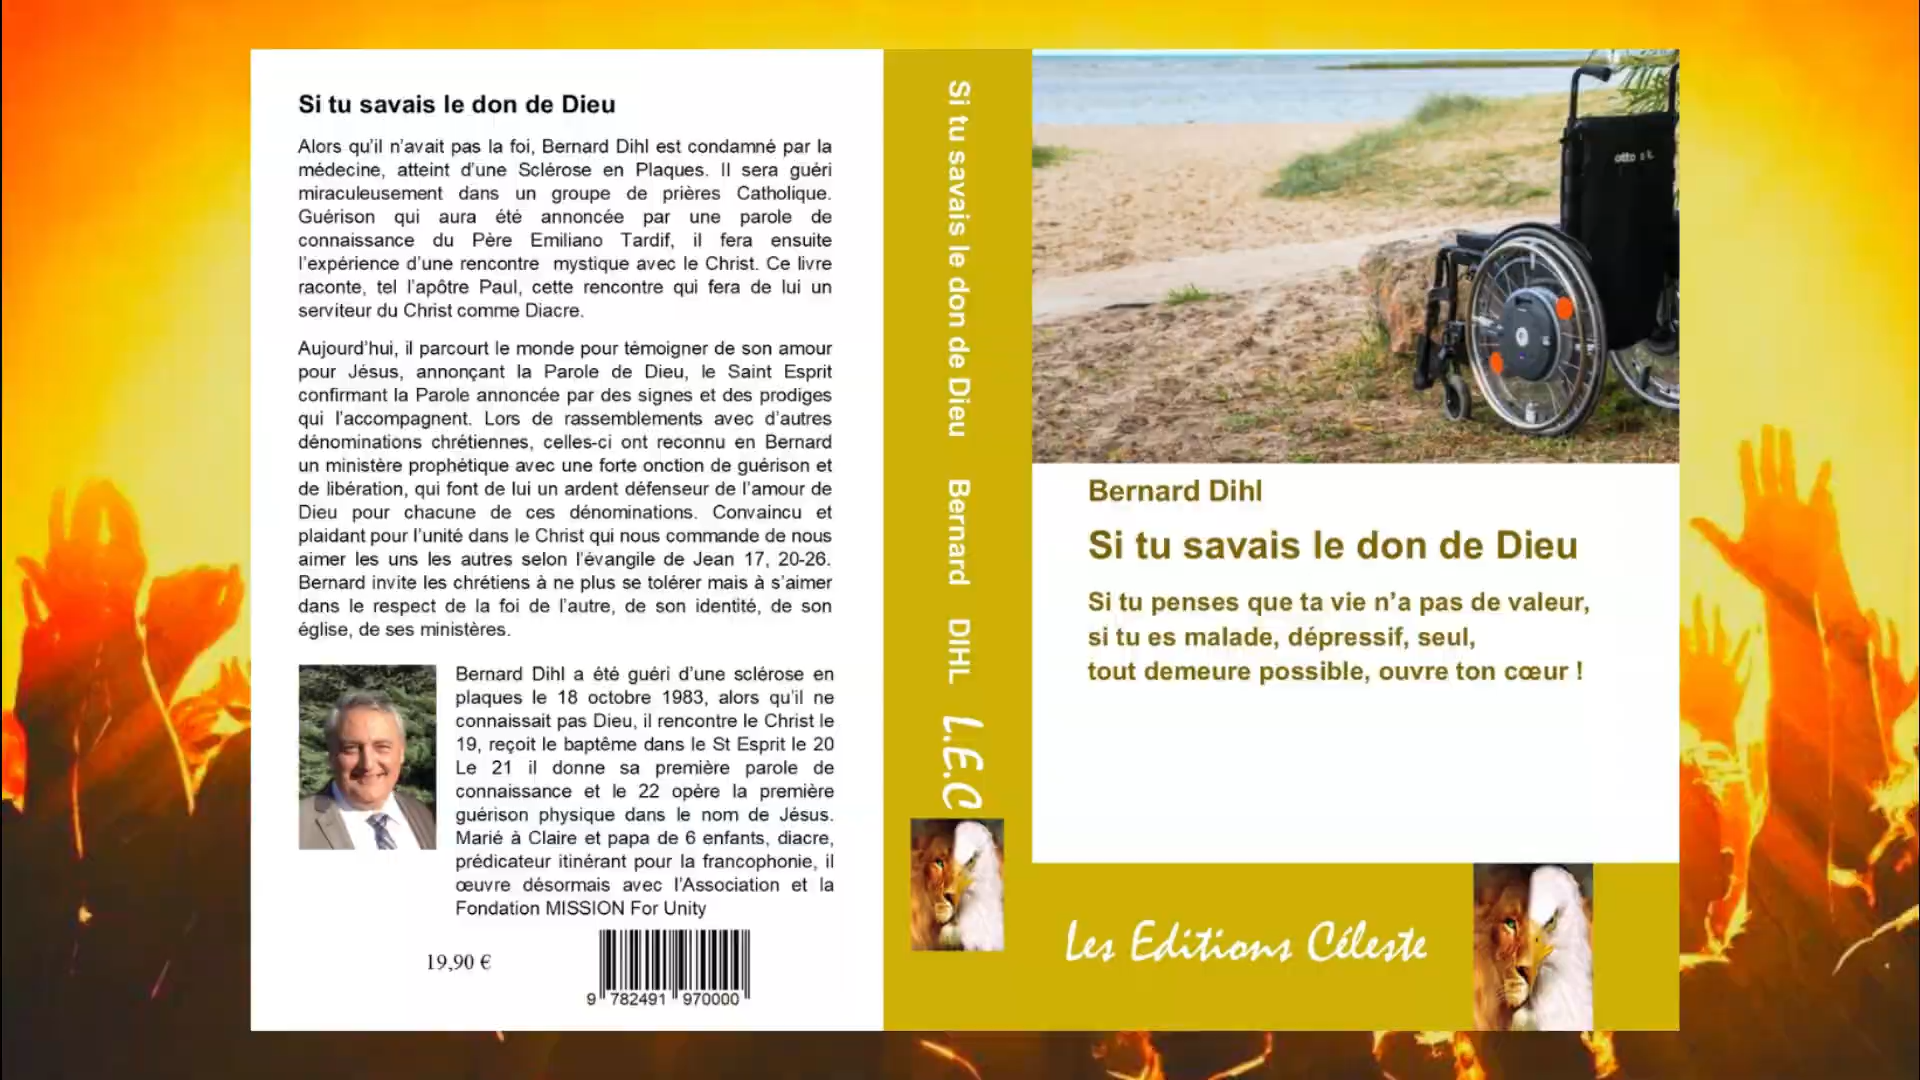 Si tu savais le don de Dieu
Alors qu’il n’avait pas la foi, Bernard Dihl est condamné par la
médecine, atteint d’une Sclérose en Plaques. Il sera guéri
miraculeusement dans un groupe de prières Catholique.
Guérison qui aura été annoncée par une parole de
connaissance du Père Emiliano Tardif, il fera ensuite
l’expérience d’une rencontre mystique avec le Christ. Ce livre
raconte, tel l’apôtre Paul, cette rencontre qui fera de lui un
serviteur du Christ comme Diacre.
Aujourd’hui, il parcourt le monde pour témoigner de son amour
pour Jésus, annonçant la Parole de Dieu, le Saint Esprit
confirmant la Parole annoncée par des signes et des prodiges
qui l’accompagnent. Lors de rassemblements avec d’autres
dénominations chrétiennes, celles-ci ont reconnu en Bernard
un ministère prophétique avec une forte onction de guérison et
de libération, qui font de lui un ardent défenseur de l’amour de
Dieu pour chacune de ces dénominations. Convaincu et
plaidant pour l’unité dans le Christ qui nous commande de nous
aimer les uns les autres selon l’évangile de Jean 17, 20-26.
Bernard invite les chrétiens à ne plus se tolérer mais à s’aimer
dans le respect de la foi de l’autre, de son identité, de son
église, de ses ministères.
Bernard Dihl a été guéri d’une sclérose en
plaques le 18 octobre 1983, alors qu’il ne
connaissait pas Dieu, il rencontre le Christ le
19, reçoit le baptême dans le St Esprit le 20
Le 21 il donne sa première parole de
connaissance et le 22 opère la première
guérison physique dans le nom de Jésus.
Marié à Claire et papa de 6 enfants, diacre,
prédicateur itinérant pour la francophonie, il
œuvre désormais avec l’Association et la
Fondation MISSION For Unity
19,90 €
9 782491 970000
Si tu savais le don de Dieu Bernard DIHL L.E.C
Bernard Dihl
Si tu savais le don de Dieu
Si tu penses que ta vie n’a pas de valeur,
si tu es malade, dépressif, seul,
tout demeure possible, ouvre ton cœur !
Les Editions Céleste